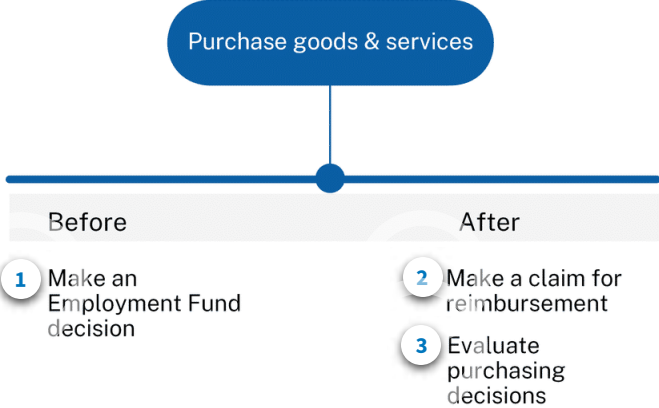 Purchase goods & services
Before
After
1
Make an
Employment Fund
decision
2
Make a claim for
reimbursement
3
Evaluate
purchasing
decisions